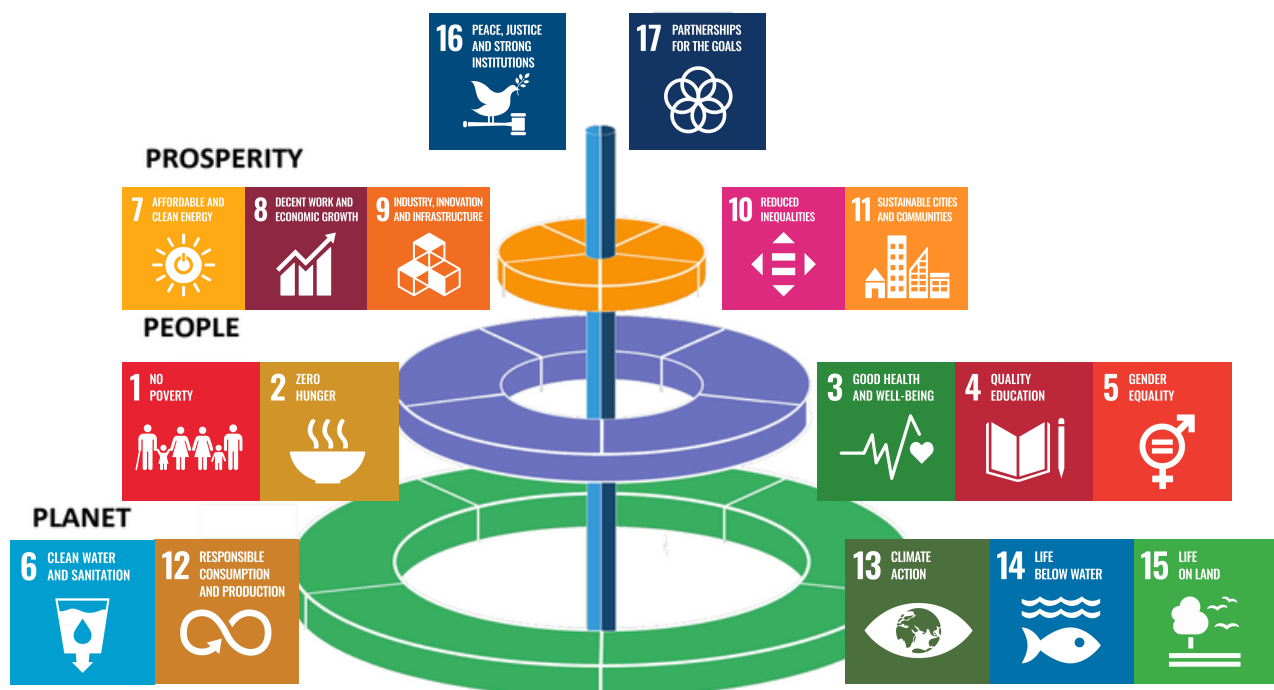 16 PEACE, JUSTICE
AND STRONG
INSTITUTIONS
17 PARTNERSHIPS
FOR THE GOALS
PROSPERITY
7 AFFORDABLE AND
CLEAN ENERGY
8 DECENT WORK AND
ECONOMIC GROWTH
9 INDUSTRY, INNOVATION
AND INFRASTRUCTURE
10 REDUCED
INEQUALITIES
11 SUSTAINABLE CITIES
AND COMMUNITIES
PEOPLE
1 NO
POVERTY
2 ZERO
HUNGER
3 GOOD HEALTH
AND WELL-BEING
4 QUALITY
EDUCATION
5 GENDER
EQUALITY
PLANET
6 CLEAN WATER
AND SANITATION
12 RESPONSIBLE
CONSUMPTION
AND PRODUCTION
13 CLIMATE
ACTION
14 LIFE
BELOW WATER
15 LIFE
ON LAND